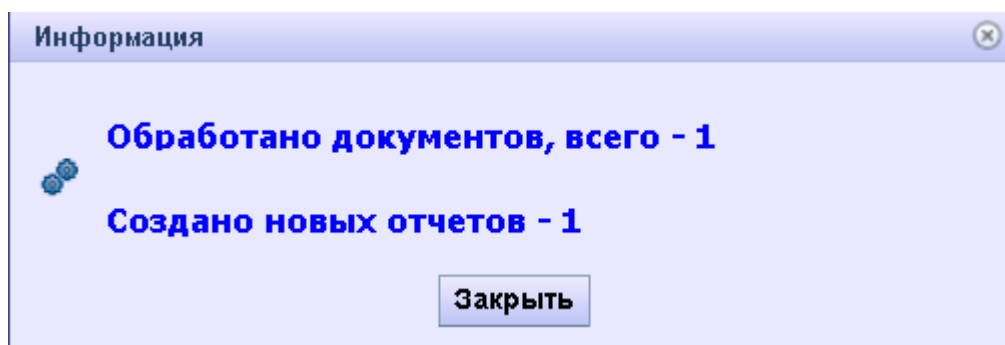 Информация
Обработано документов, всего - 1
Создано новых отчетов - 1
Закрыть